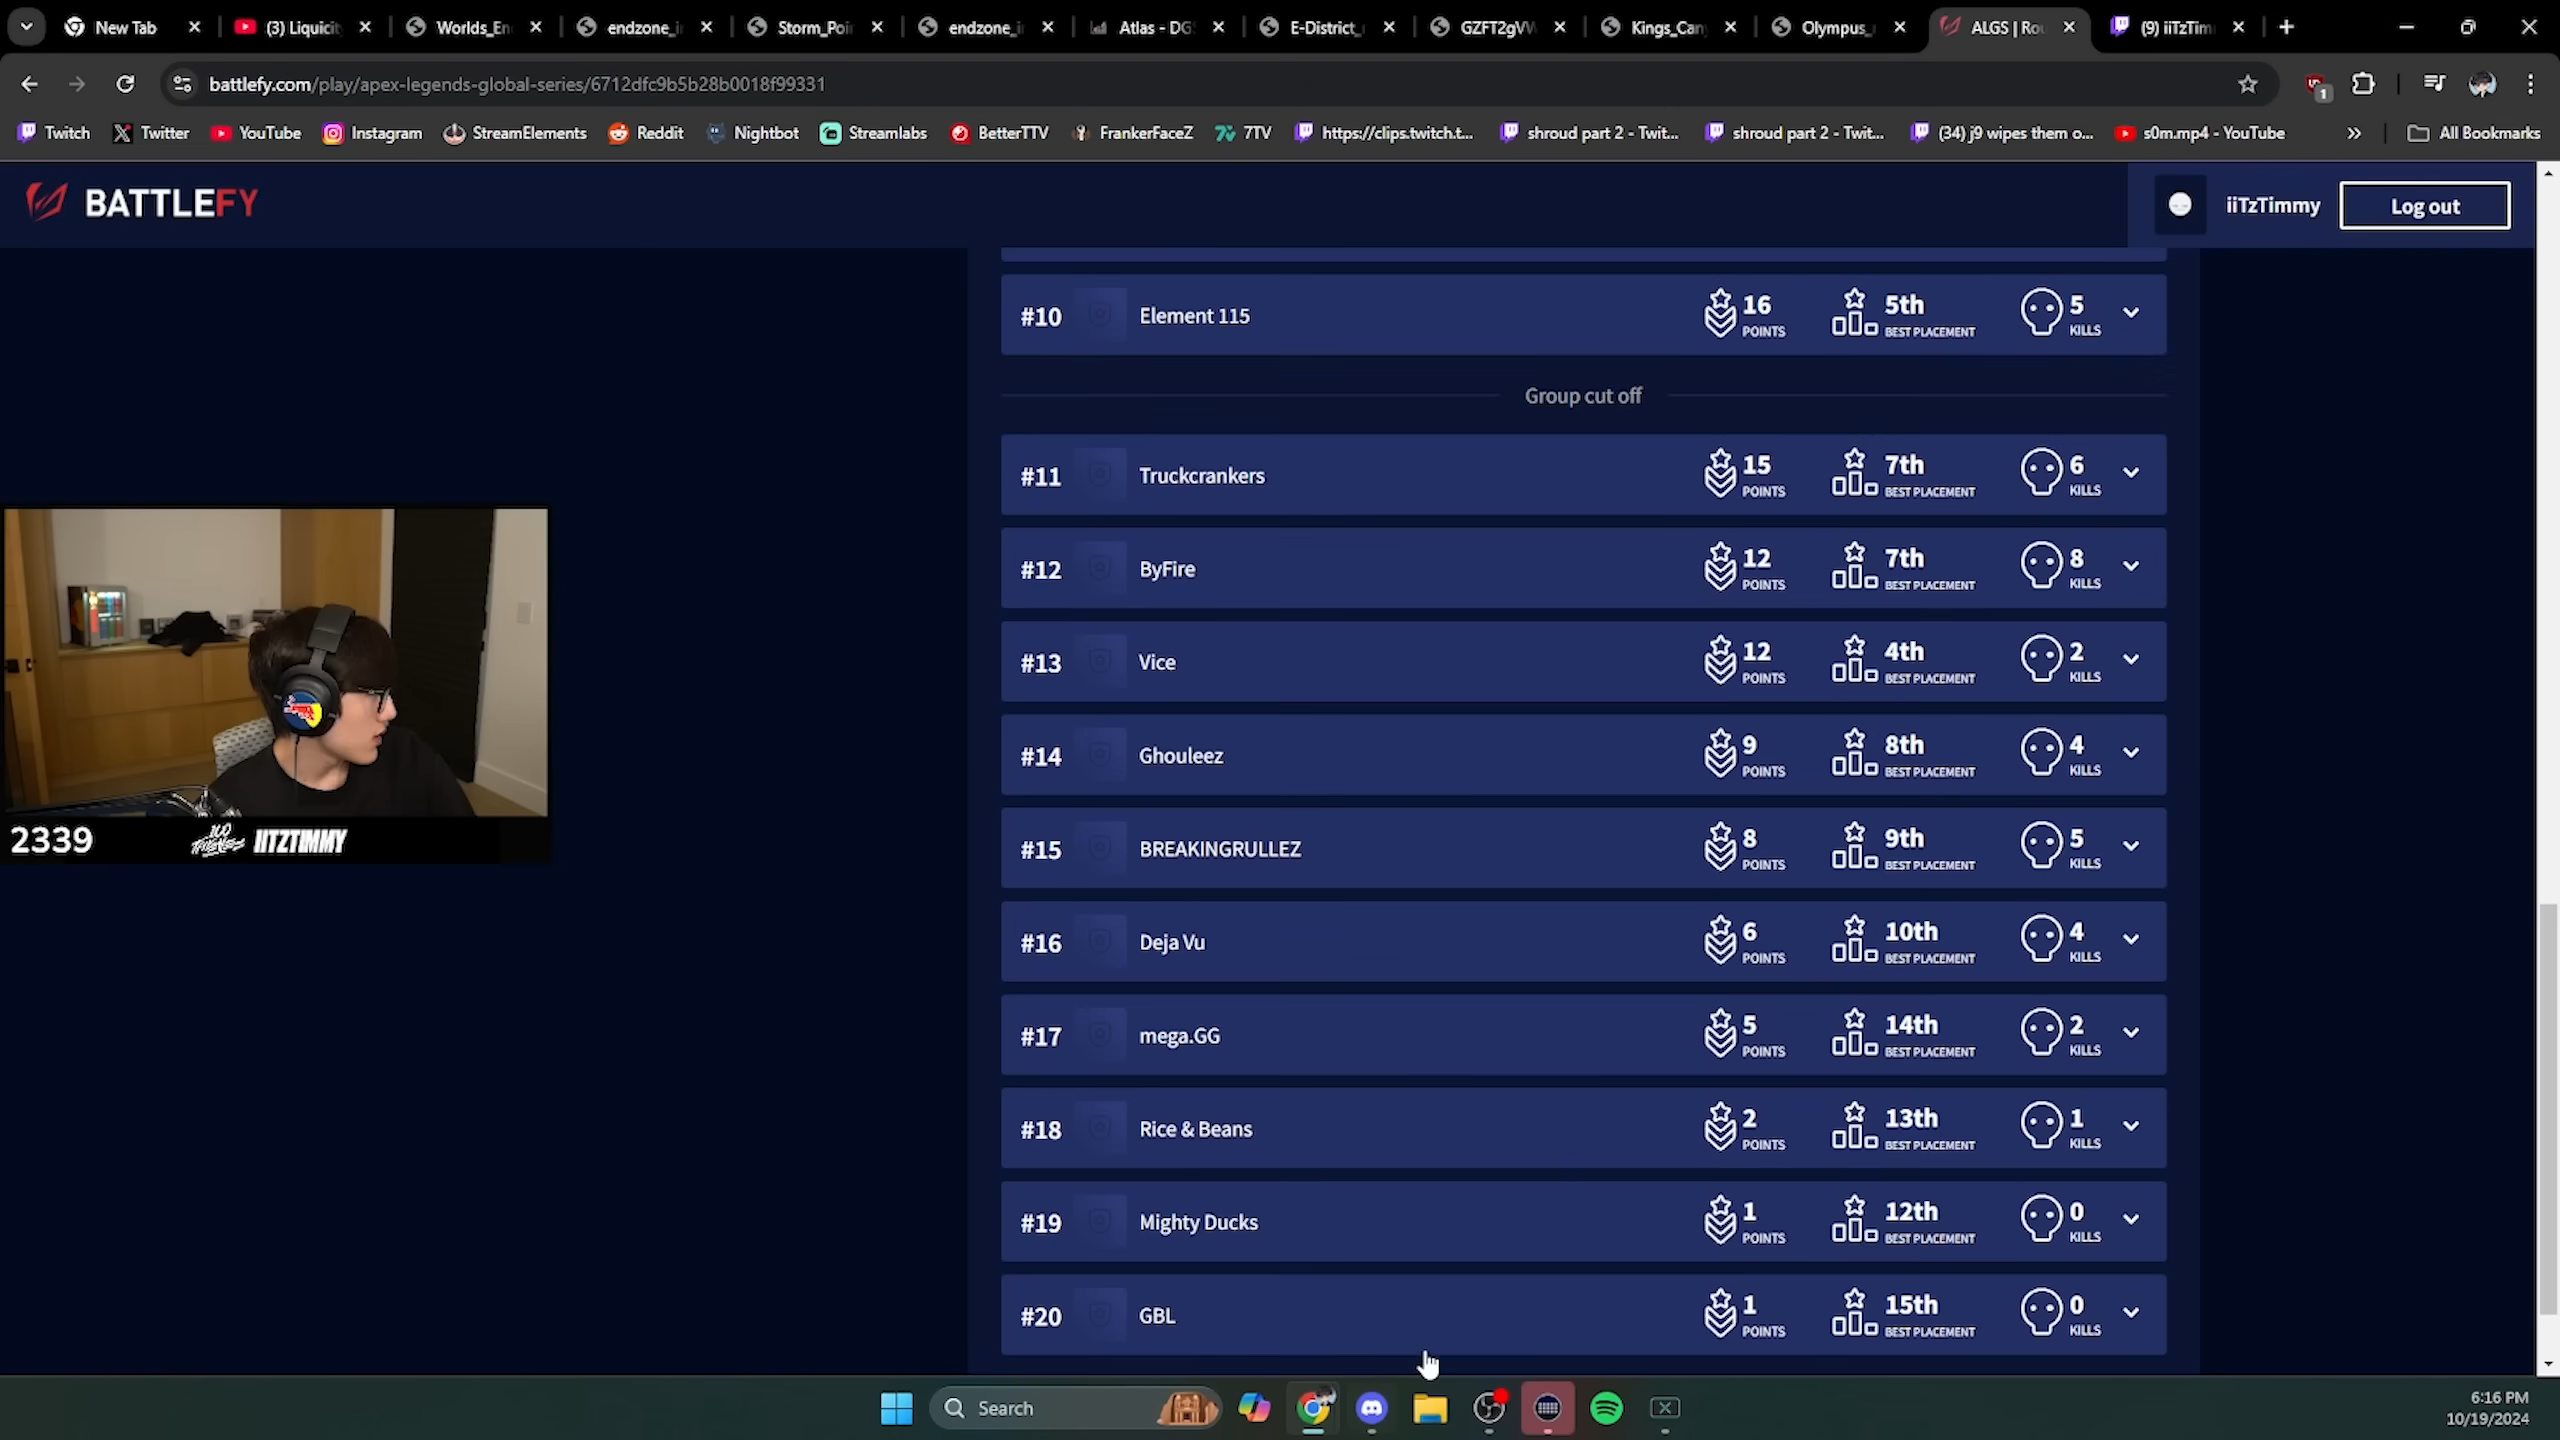 New Tab
(3) Liquicit
Worlds_En
endzone_i
Storm_Poi
endzone_i
Atlas - DG
E-District_
GZFT2gVV
Kings_Can
Olympus_
ALGS | Rou
(9) iiTzTim
battlefy.com/play/apex-legends-global-series/6712dfc9b5b28b0018f99331
1
Twitch
Twitter
YouTube
Instagram
StreamElements
Reddit
Nightbot
Streamlabs
BetterTTV
FrankerFaceZ
7TV
https://clips.twitch.t...
shroud part 2 - Twit...
shroud part 2 - Twit...
(34) j9 wipes them o...
s0m.mp4 - YouTube
»
All Bookmarks
BATTLEFY
iiTzTimmy
Log out
#10 Element 115 16 POINTS 5th BEST PLACEMENT 5 KILLS
Group cut off
#11 Truckcrankers 15 POINTS 7th BEST PLACEMENT 6 KILLS
#12 ByFire 12 POINTS 7th BEST PLACEMENT 8 KILLS
#13 Vice 12 POINTS 4th BEST PLACEMENT 2 KILLS
#14 Ghouleez 9 POINTS 8th BEST PLACEMENT 4 KILLS
#15 BREAKINGRULLEZ 8 POINTS 9th BEST PLACEMENT 5 KILLS
#16 Deja Vu 6 POINTS 10th BEST PLACEMENT 4 KILLS
#17 mega.GG 5 POINTS 14th BEST PLACEMENT 2 KILLS
#18 Rice & Beans 2 POINTS 13th BEST PLACEMENT 1 KILLS
#19 Mighty Ducks 1 POINTS 12th BEST PLACEMENT 0 KILLS
#20 GBL 1 POINTS 15th BEST PLACEMENT 0 KILLS
2339
100 Thieves
IITZTIMMY
Search
6:16 PM
10/19/2024